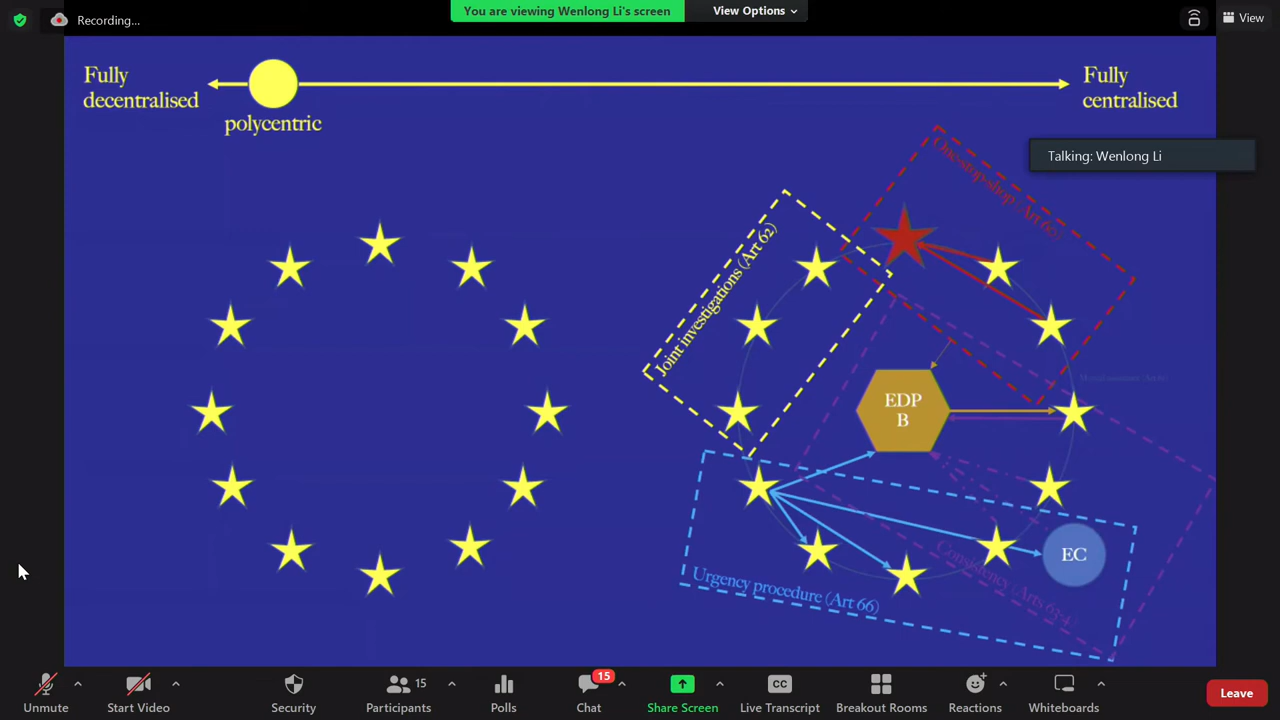 Recording...
You are viewing Wenlong Li's screen
View Options
View
Fully
decentralised
polycentric
Fully
centralised
Talking: Wenlong Li
One-stop-shop (Art 60)
Joint investigations (Art 62)
EDP
B
EC
Urgency procedure (Art 66)
Consistency (Arts 63-4)
Unmute
Start Video
Security
15
Participants
Polls
15
Chat
Share Screen
CC
Live Transcript
Breakout Rooms
Reactions
Whiteboards
Leave